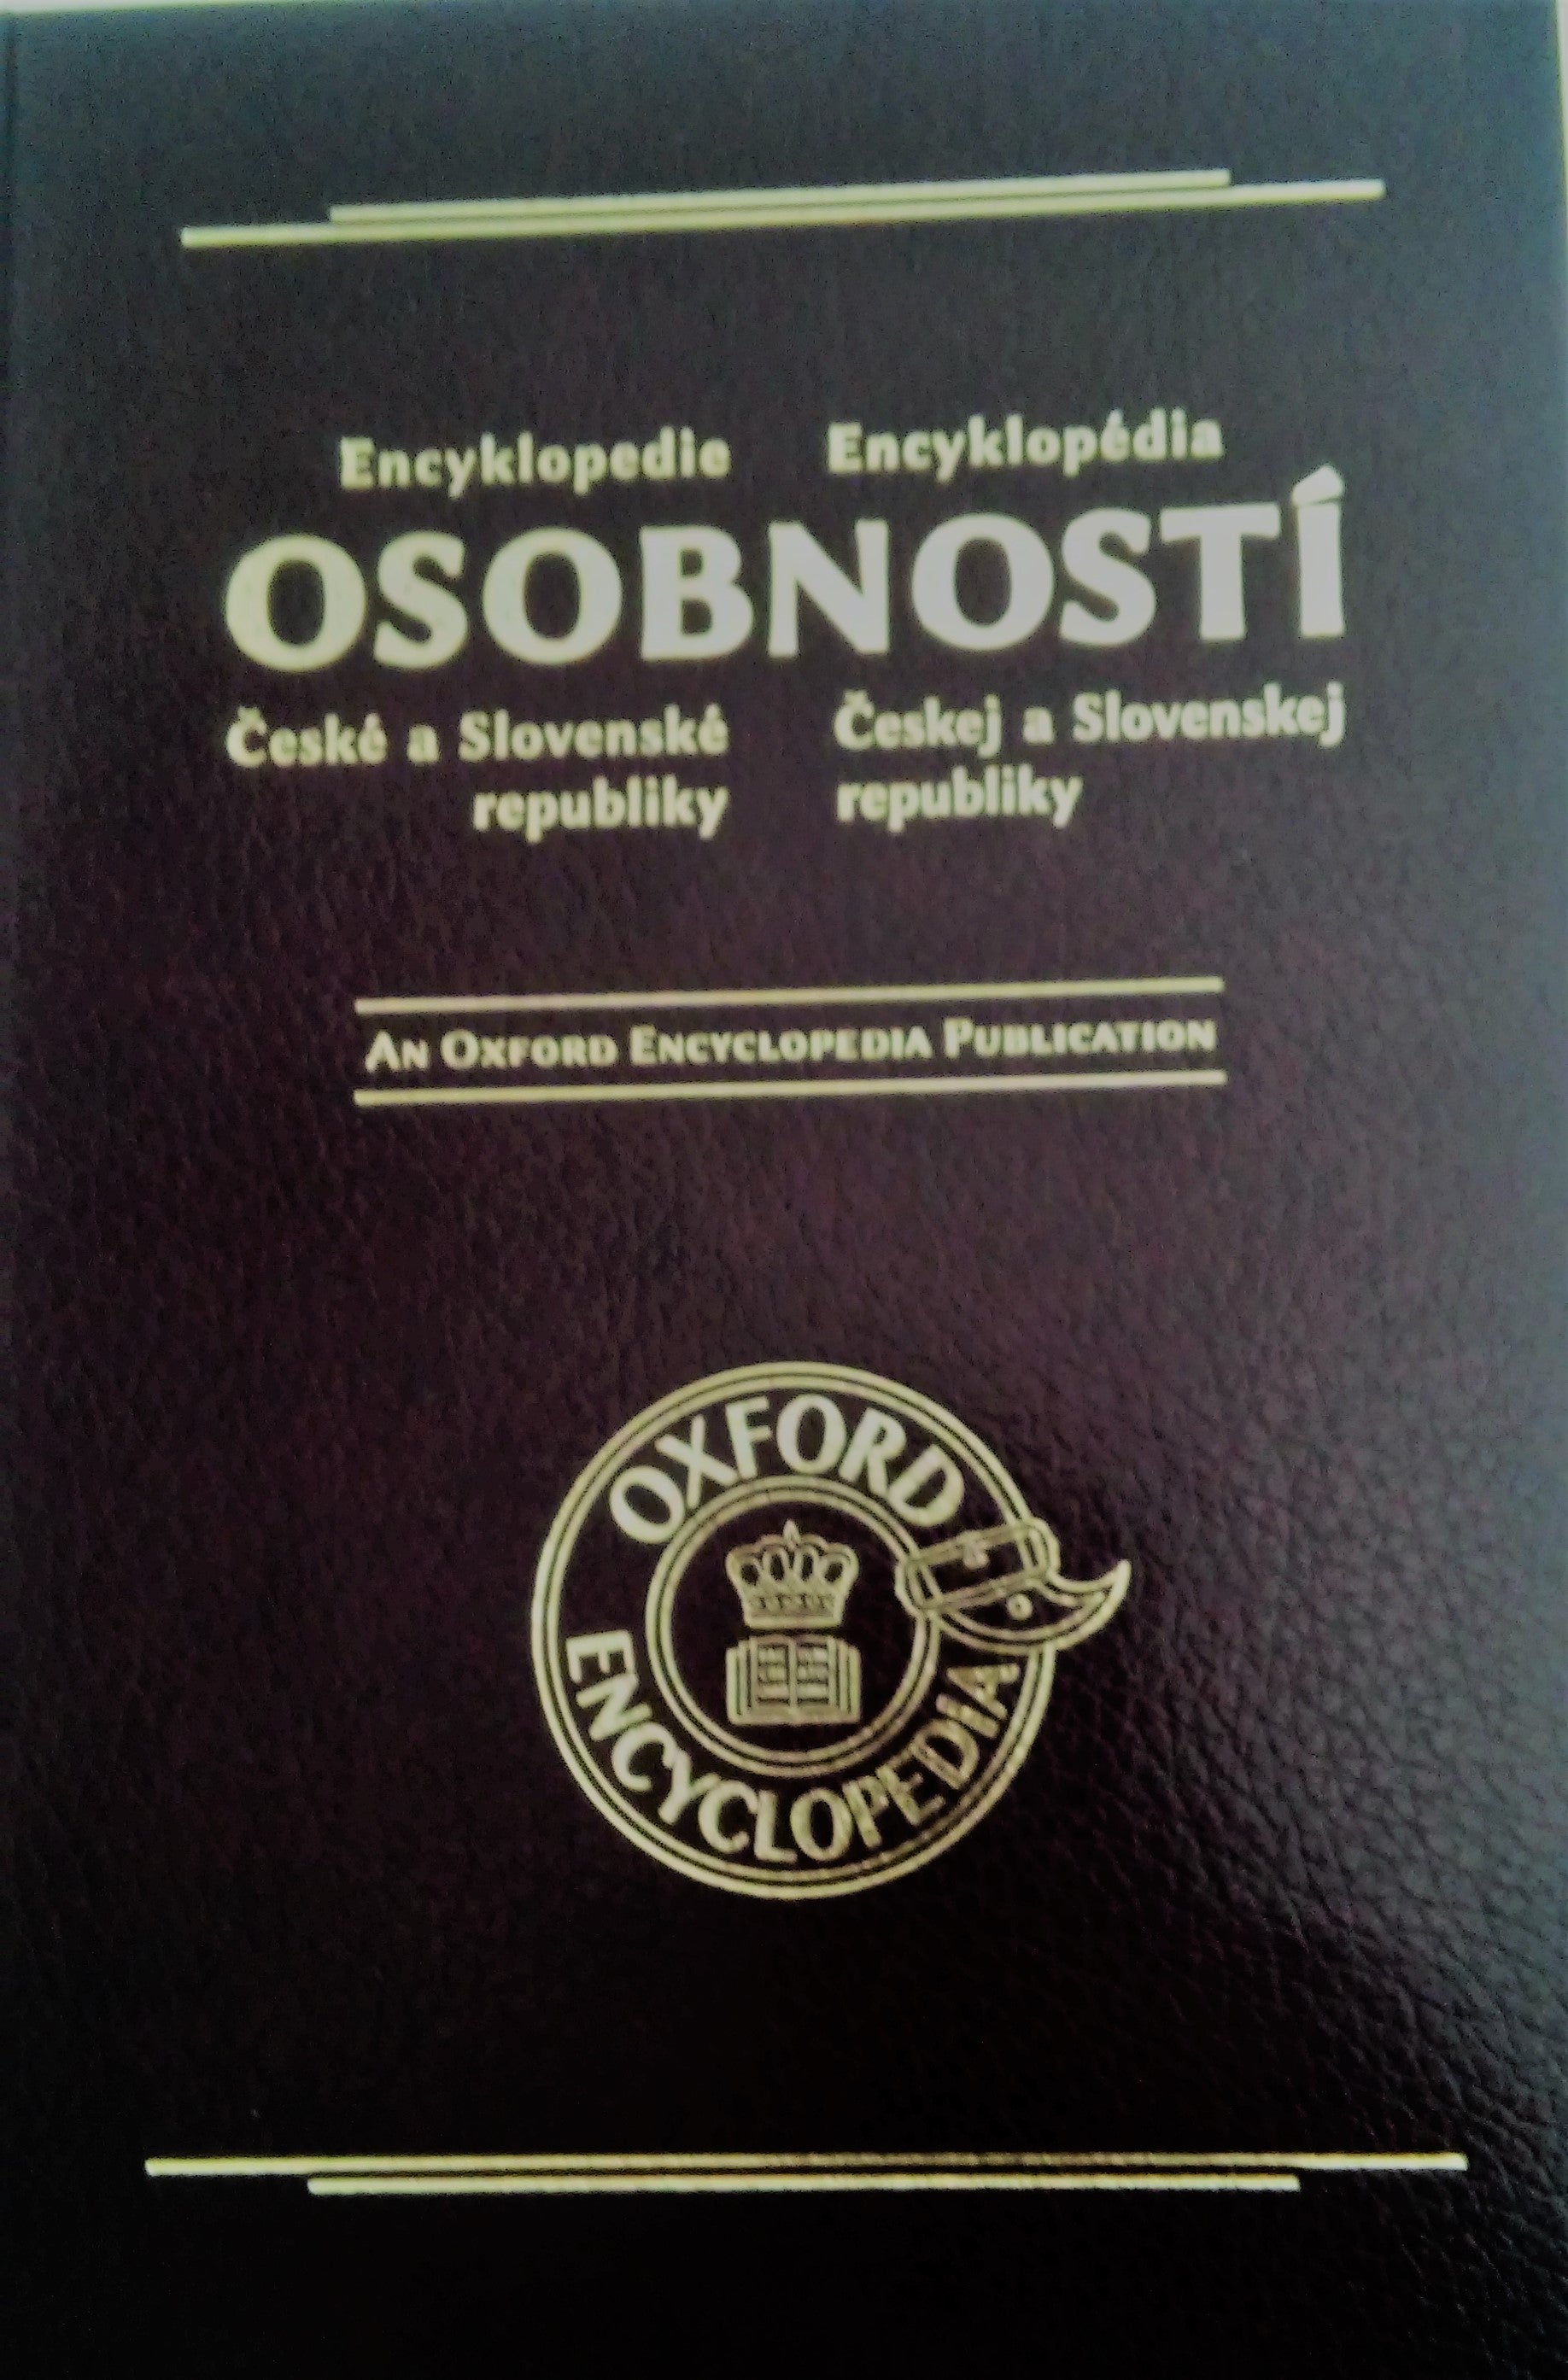 Encyklopedie Encyklopédia
OSOBNOSTÍ
České a Slovenské Českej a Slovenskej
republiky republiky
AN OXFORD ENCYCLOPEDIA PUBLICATION
OXFORD
ENCYCLOPEDIA